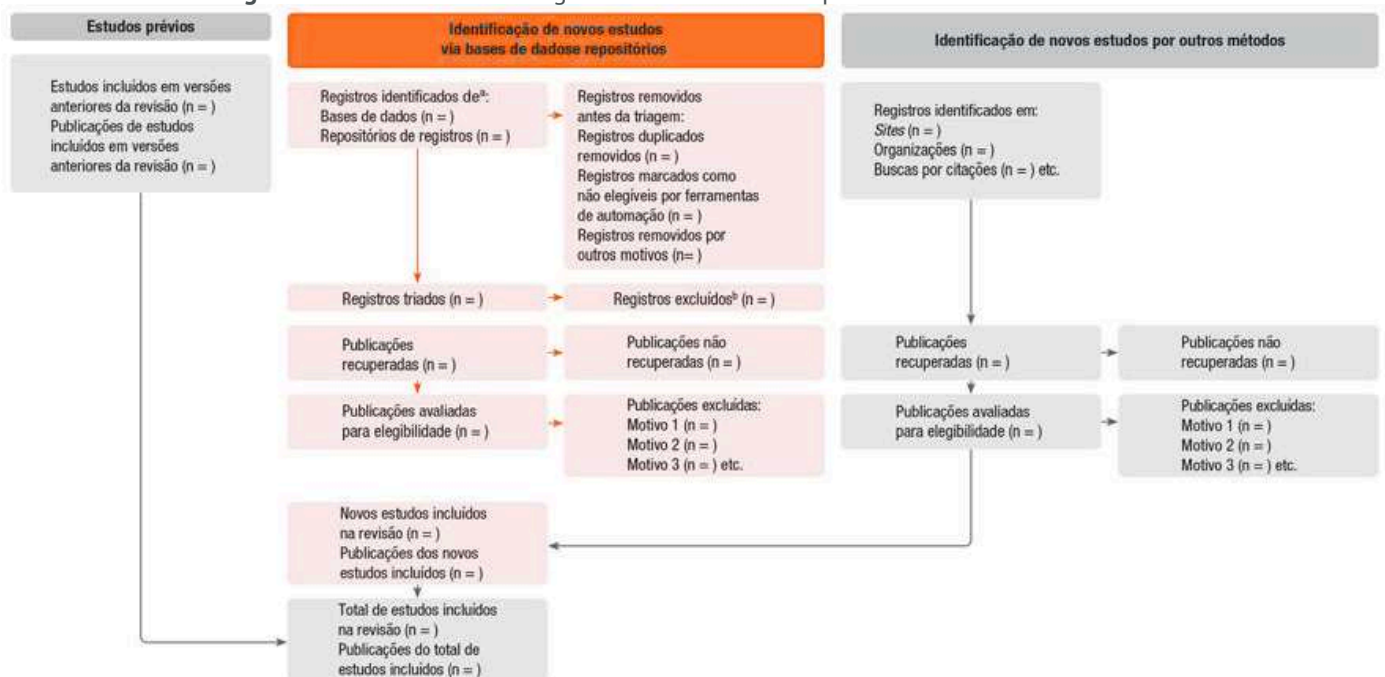 Estudos prévios
Identificação de novos estudos
via bases de dadose repositórios
Identificação de novos estudos por outros métodos
Estudos incluídos em versões
anteriores da revisão (n = )
Publicações de estudos
incluídos em versões
anteriores da revisão (n = )
Registros identificados deª:
Bases de dados (n = )
Repositórios de registros (n = )
Registros removidos
antes da triagem:
Registros duplicados
removidos (n = )
Registros marcados como
não elegíveis por ferramentas
de automação (n = )
Registros removidos por
outros motivos (n= )
Registros identificados em:
Sites (n = )
Organizações (n = )
Buscas por citações (n = ) etc.
Registros triados (n = )
Registros excluídosᵇ (n = )
Publicações
recuperadas (n = )
Publicações não
recuperadas (n = )
Publicações
recuperadas (n = )
Publicações não
recuperadas (n = )
Publicações avaliadas
para elegibilidade (n = )
Publicações excluídas:
Motivo 1 (n = )
Motivo 2 (n = )
Motivo 3 (n = ) etc.
Publicações avaliadas
para elegibilidade (n = )
Publicações excluídas:
Motivo 1 (n = )
Motivo 2 (n = )
Motivo 3 (n = ) etc.
Novos estudos incluídos
na revisão (n = )
Publicações dos novos
estudos incluídos (n = )
Total de estudos incluídos
na revisão (n = )
Publicações do total de
estudos incluídos (n = )